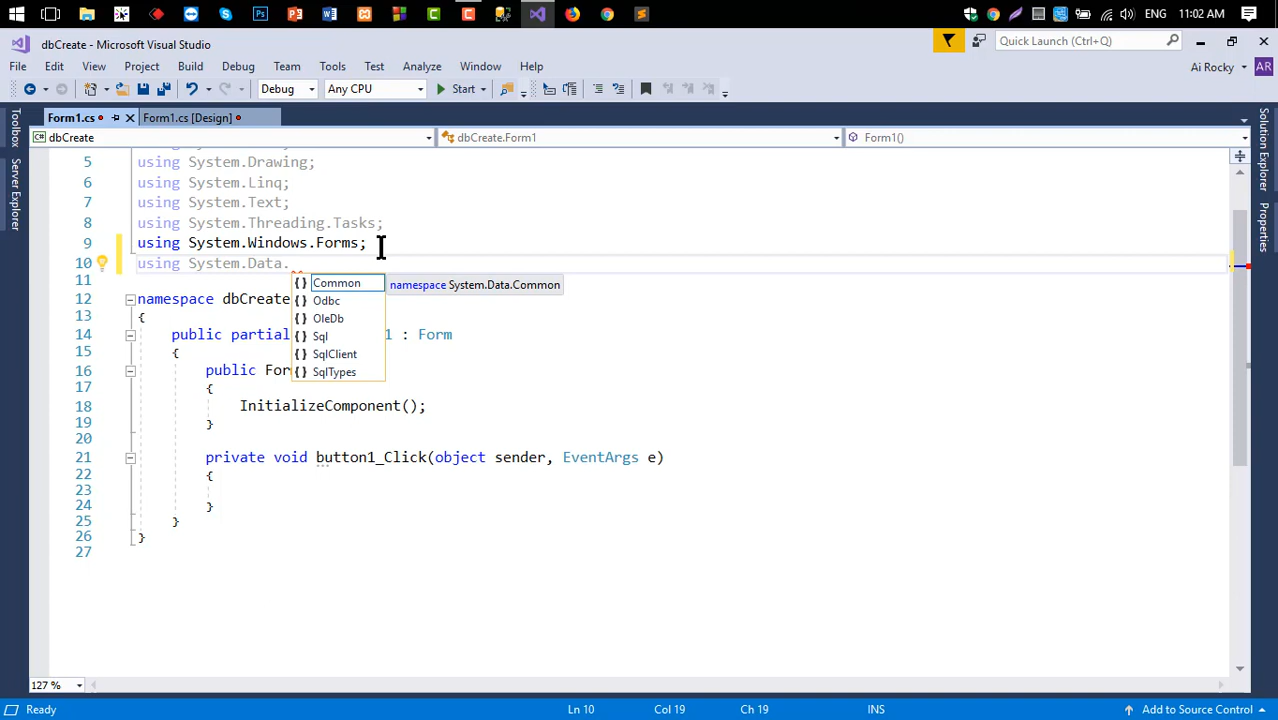 ENG 11:02 AM
dbCreate - Microsoft Visual Studio
Quick Launch (Ctrl+Q)
File Edit View Project Build Debug Team Tools Test Analyze Window Help
Ai Rocky AR
Debug Any CPU Start
Form1.cs Form1.cs [Design]
dbCreate dbCreate.Form1 Form1()
Toolbox
Server Explorer
Solution Explorer
Properties
5 using System.Drawing;
6 using System.Linq;
7 using System.Text;
8 using System.Threading.Tasks;
9 using System.Windows.Forms;
10 using System.Data.
11
Common namespace System.Data.Common
Odbc
OleDb
Sql
SqlClient
SqlTypes
12 namespace dbCreate
13 {
14 public partial 1 : Form
15 {
16 public For
17 {
18 InitializeComponent();
19 }
20
21 private void button1_Click(object sender, EventArgs e)
22 {
23
24 }
25 }
26 }
27
127 %
Ready Ln 10 Col 19 Ch 19 INS Add to Source Control